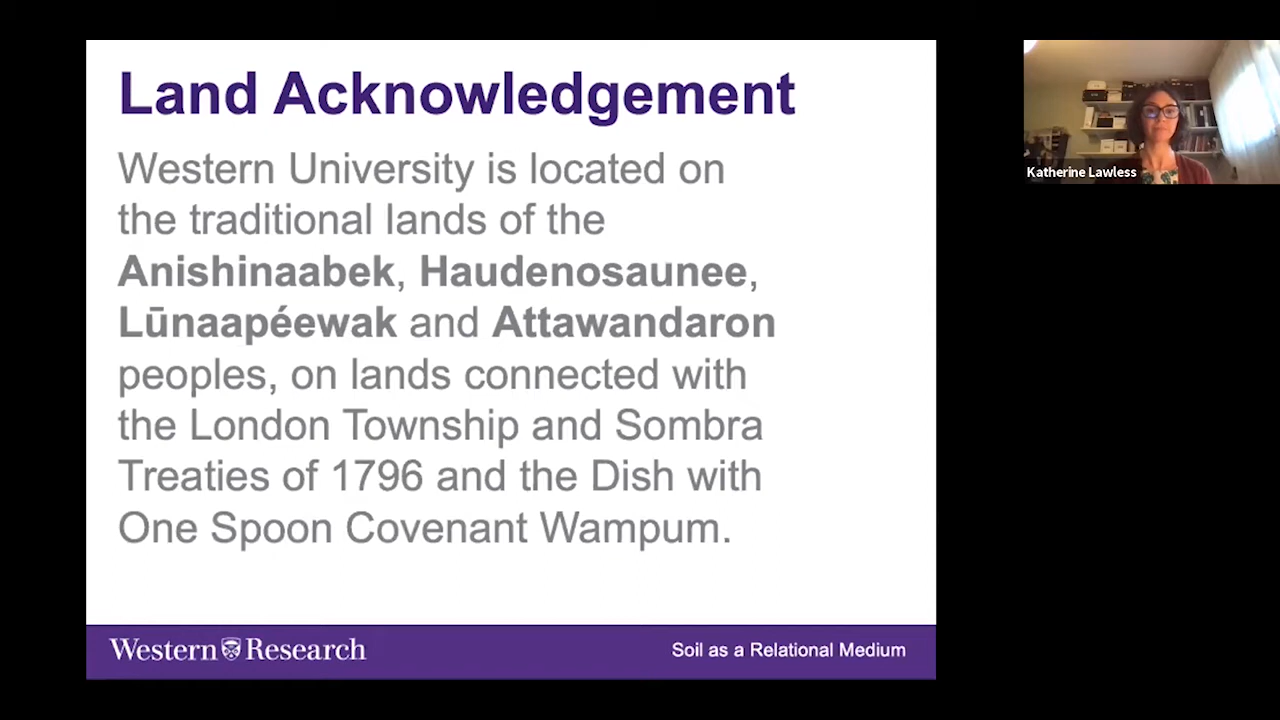 Land Acknowledgement
Western University is located on
the traditional lands of the
Anishinaabek, Haudenosaunee,
Lūnaapéewak and Attawandaron
peoples, on lands connected with
the London Township and Sombra
Treaties of 1796 and the Dish with
One Spoon Covenant Wampum.
Western Research
Soil as a Relational Medium
Katherine Lawless